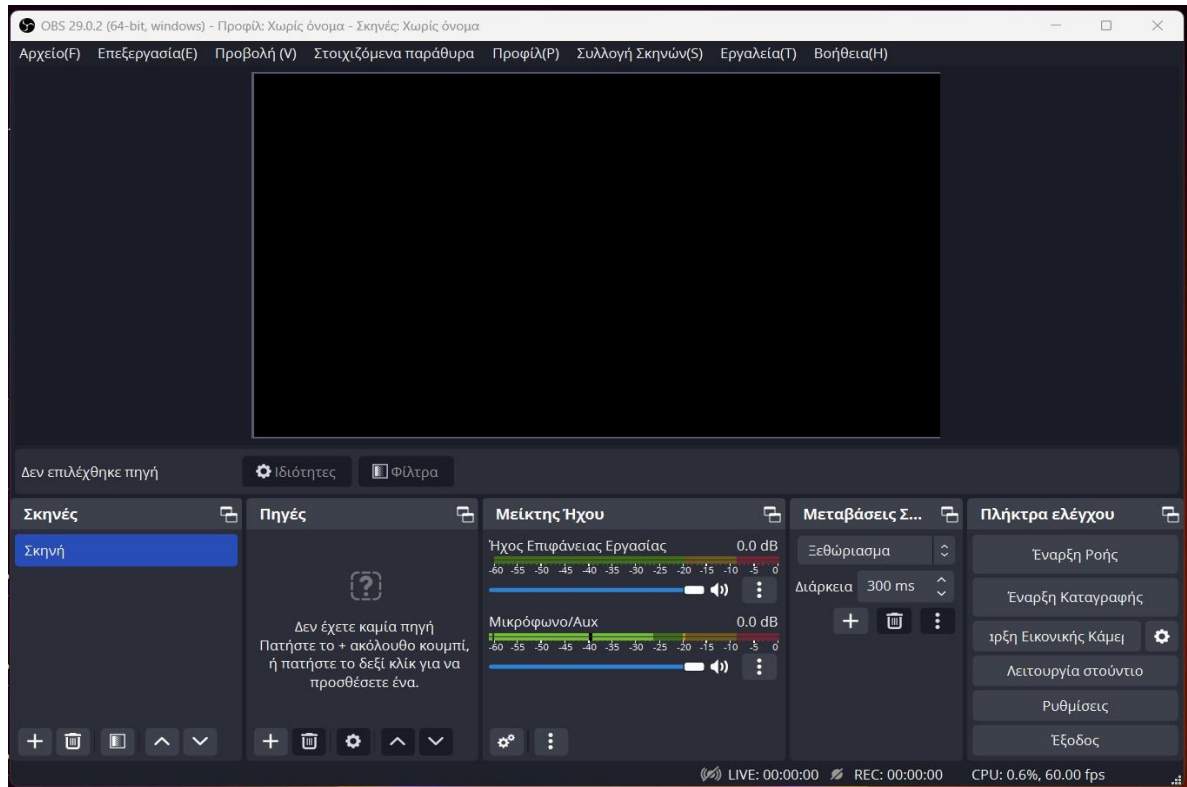 OBS 29.0.2 (64-bit, windows) - Προφίλ: Χωρίς όνομα - Σκηνές: Χωρίς όνομα
Αρχείο(F) Επεξεργασία(E) Προβολή (V) Στοιχιζόμενα παράθυρα Προφίλ(P) Συλλογή Σκηνών(S) Εργαλεία(T) Βοήθεια(H)
Δεν επιλέχθηκε πηγή Ιδιότητες Φίλτρα
Σκηνές
Σκηνή
Πηγές
Δεν έχετε καμία πηγή
Πατήστε το + ακόλουθο κουμπί,
ή πατήστε το δεξί κλίκ για να
προσθέσετε ένα.
Μείκτης Ήχου
Ήχος Επιφάνειας Εργασίας 0.0 dB
-60 -55 -50 -45 -40 -35 -30 -25 -20 -15 -10 -5 0
Μικρόφωνο/Aux 0.0 dB
-60 -55 -50 -45 -40 -35 -30 -25 -20 -15 -10 -5 0
Μεταβάσεις Σ...
Ξεθώριασμα
Διάρκεια 300 ms
Πλήκτρα ελέγχου
Έναρξη Ροής
Έναρξη Καταγραφής
ιρξη Εικονικής Κάμερ
Λειτουργία στούντιο
Ρυθμίσεις
Έξοδος
LIVE: 00:00:00 REC: 00:00:00 CPU: 0.6%, 60.00 fps